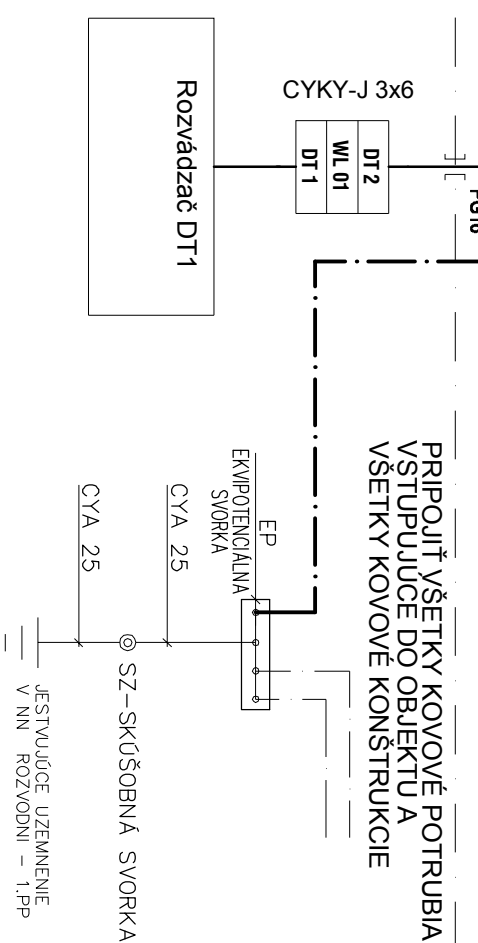 CYKY-J 3x6
DT 2
WL 01
DT 1
Rozvádzač DT1
PRIPOJIŤ VŠETKY KOVOVÉ POTRUBIA
VSTUPUJÚCE DO OBJEKTU A
VŠETKY KOVOVÉ KONŠTRUKCIE
EP
EKVIPOTENCIÁLNA
SVORKA
CYA 25
CYA 25
SZ-SKÚŠOBNÁ SVORKA
JESTVUJÚCE UZEMNENIE
V NN ROZVODNI - 1.PP